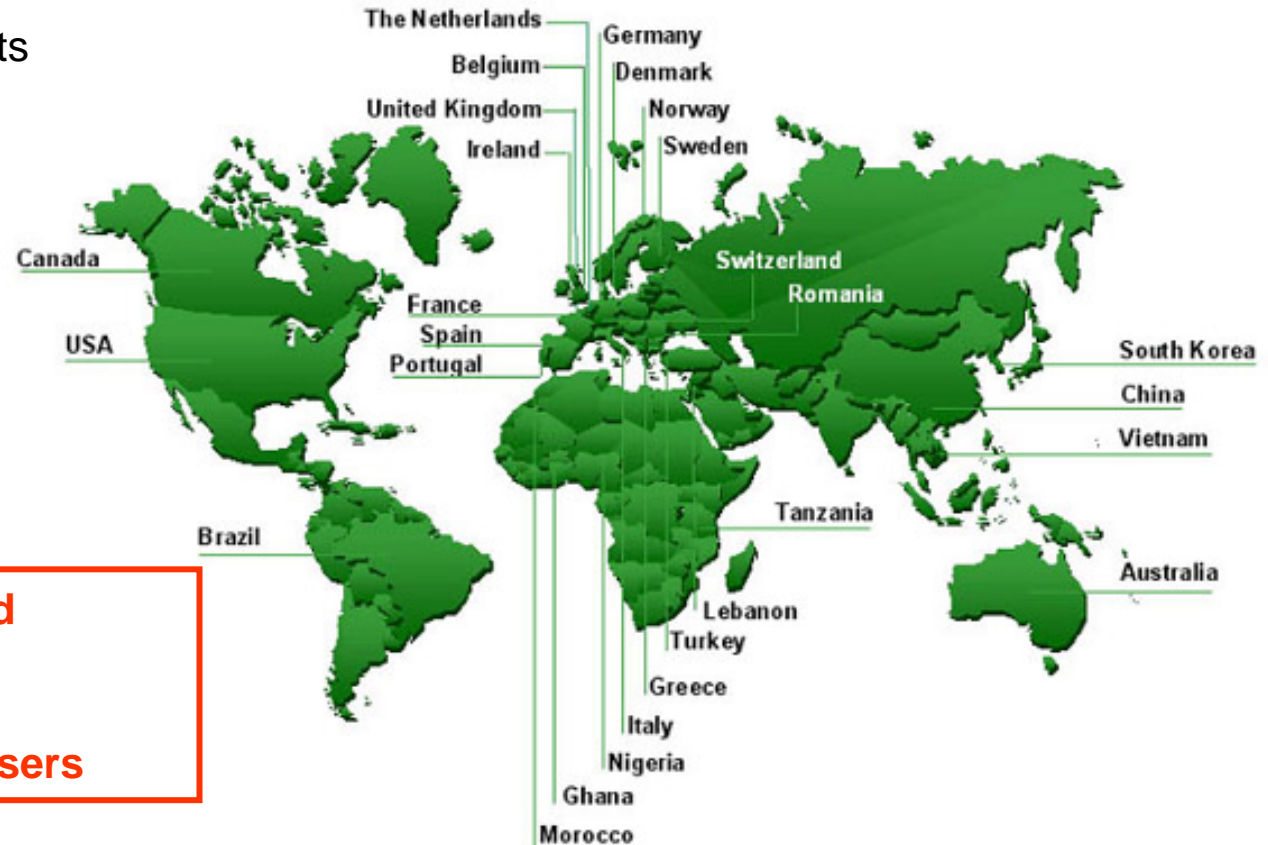 The Netherlands
ts
Germany
Belgium
Denmark
United Kingdom
Norway
Ireland
Sweden
Canada
Switzerland
Romania
France
Spain
USA
Portugal
South Korea
China
Vietnam
Tanzania
Brazil
Australia
d
Lebanon
Turkey
Greece
Italy
sers
Nigeria
Ghana
Morocco